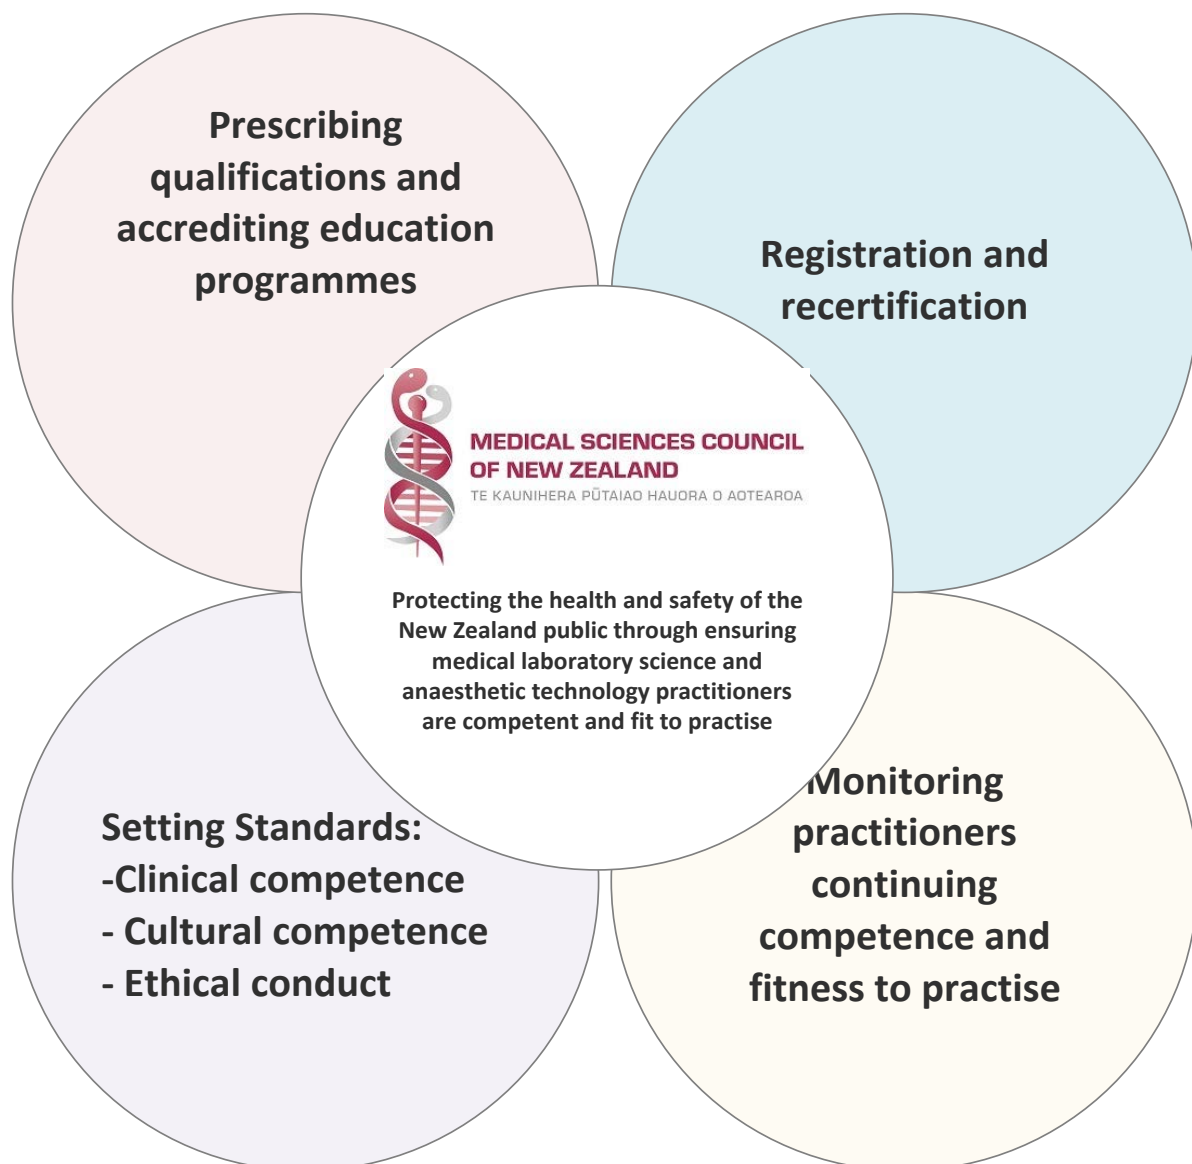 Prescribing
qualifications and
accrediting education
programmes
Registration and
recertification
MEDICAL SCIENCES COUNCIL
OF NEW ZEALAND
TE KAUNIHERA PŪTAIAO HAUORA O AOTEAROA
Protecting the health and safety of the
New Zealand public through ensuring
medical laboratory science and
anaesthetic technology practitioners
are competent and fit to practise
Setting Standards:
-Clinical competence
- Cultural competence
- Ethical conduct
Monitoring
practitioners
continuing
competence and
fitness to practise